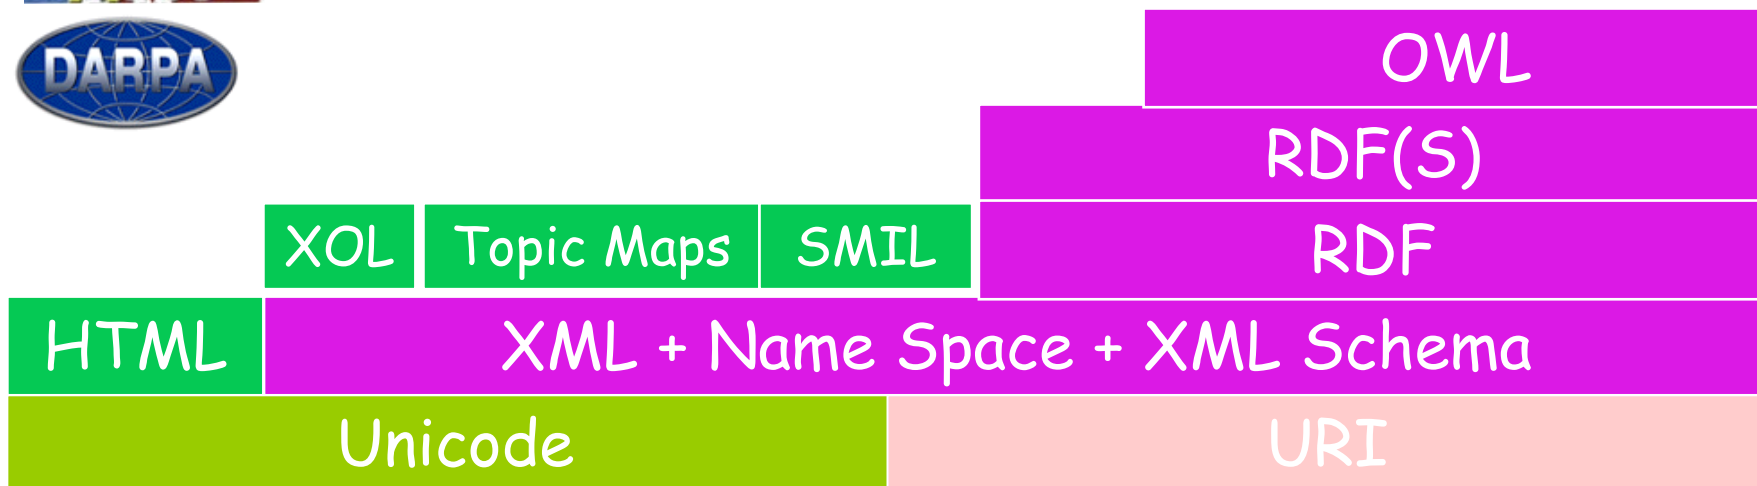 DARPA
OWL
RDF(S)
XOL Topic Maps SMIL RDF
HTML XML + Name Space + XML Schema
Unicode URI